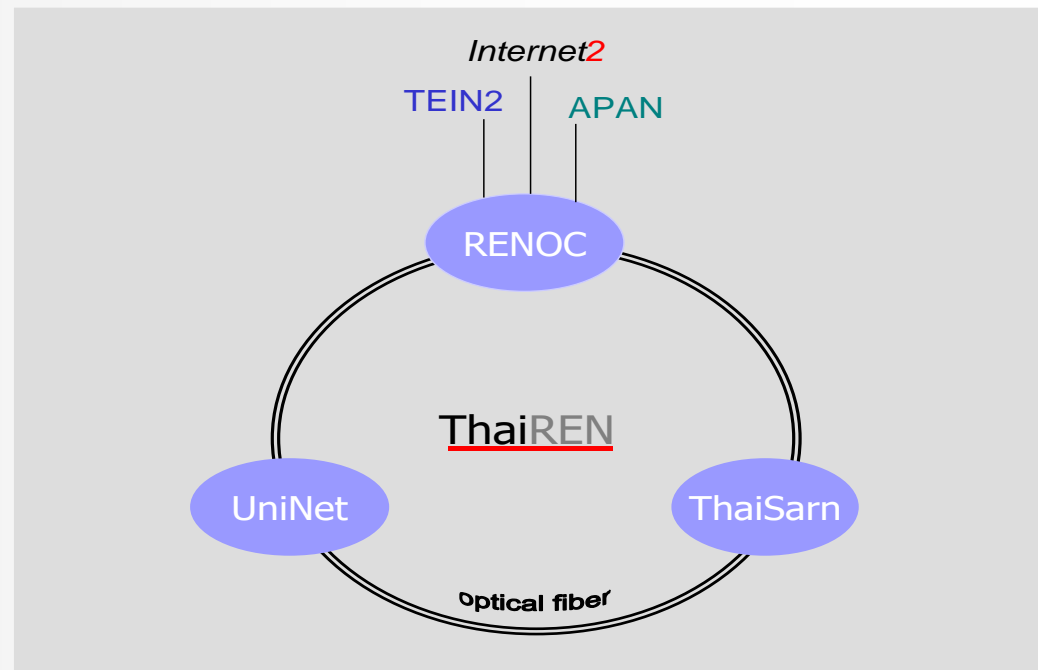 Internet2
TEIN2
APAN
RENOC
ThaiREN
UniNet
ThaiSarn
optical fiber